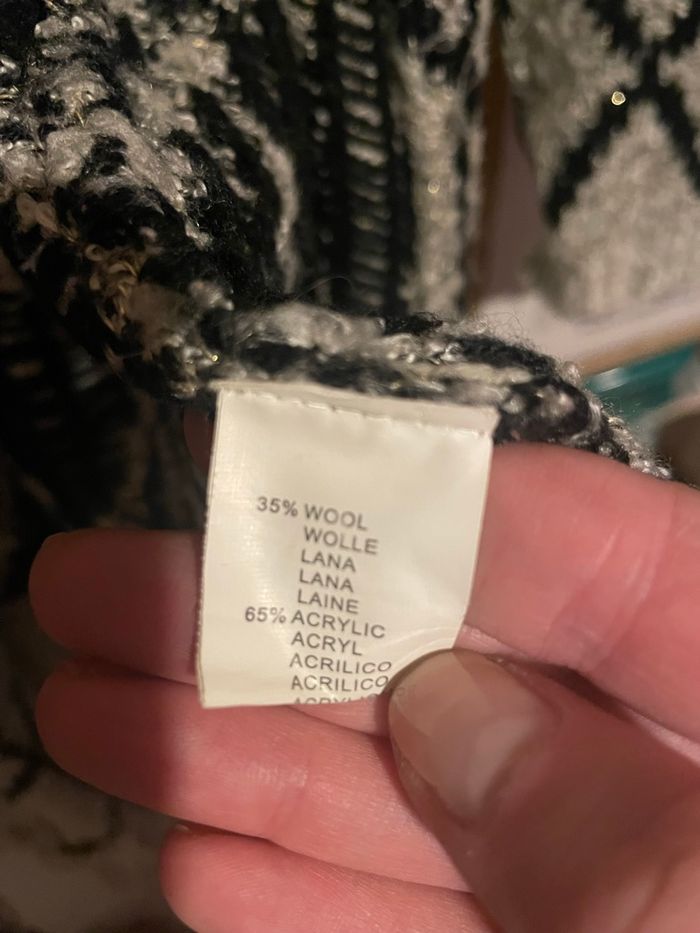 35% WOOL
WOLLE
LANA
LANA
LAINE
65% ACRYLIC
ACRYL
ACRILICO
ACRILICO